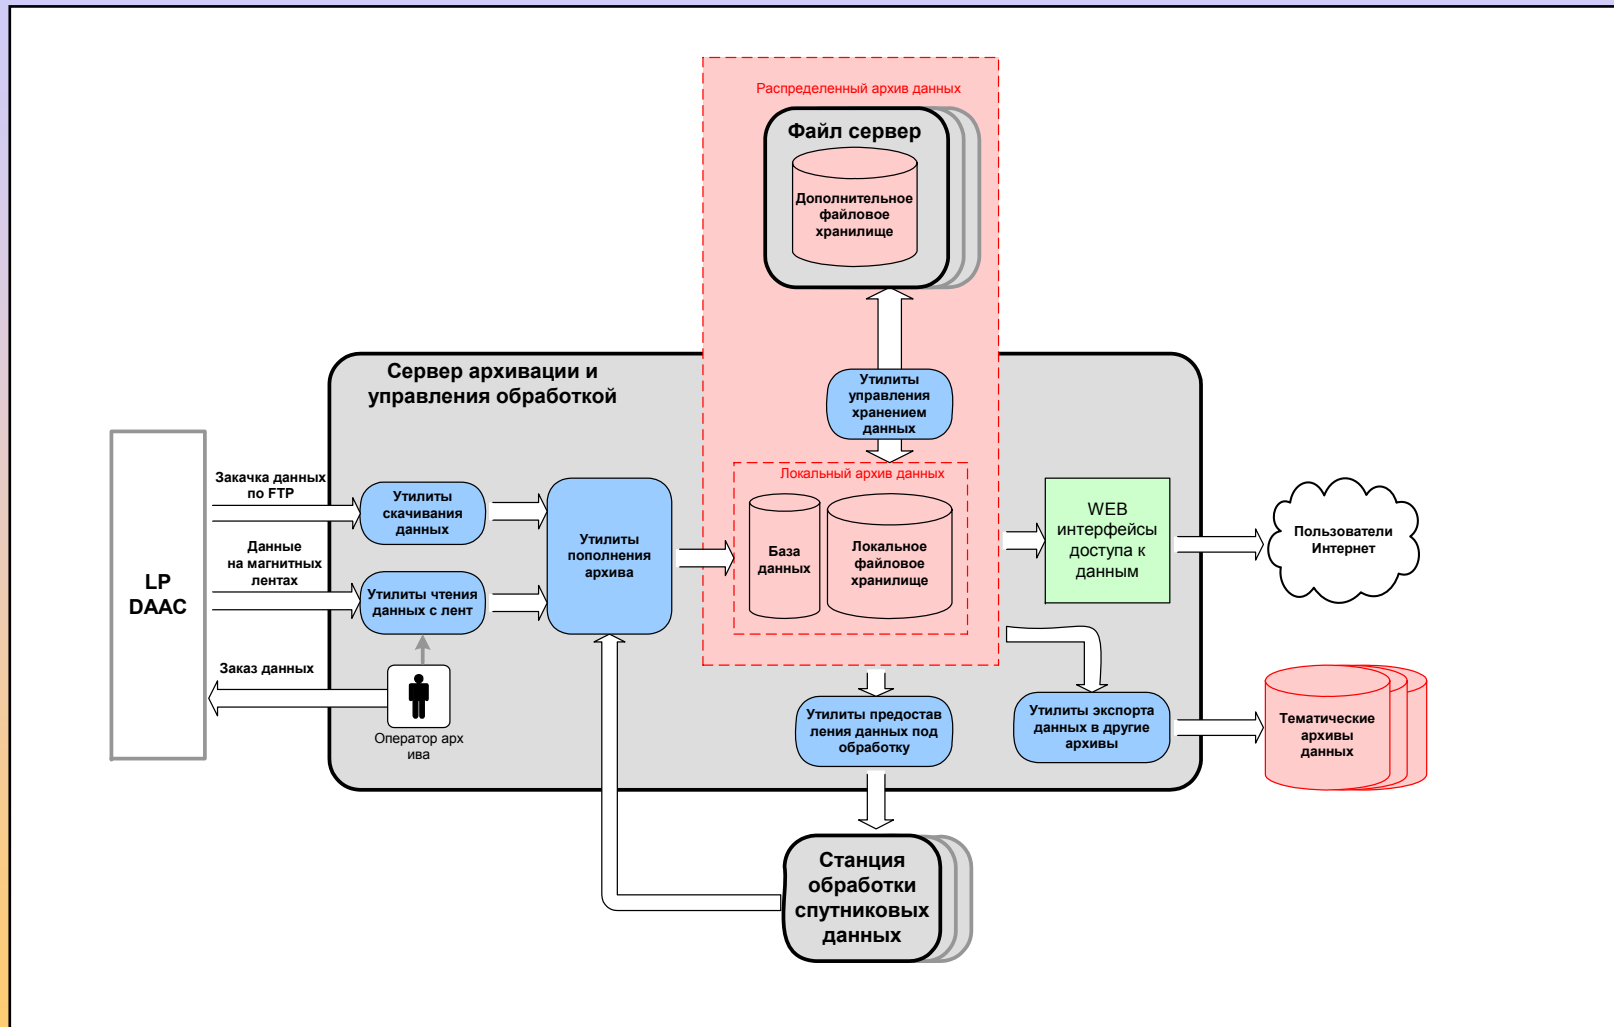 Распределенный архив данных
Файл сервер
Дополнительное
файловое
хранилище
Сервер архивации и
управления обработкой
Утилиты
управления
хранением
данных
LP
DAAC
Закачка данных
по FTP
Данные
на магнитных
лентах
Заказ данных
Утилиты
скачивания
данных
Утилиты чтения
данных с лент
Оператор арх
ива
Утилиты
пополнения
архива
Локальный архив данных
База
данных
Локальное
файловое
хранилище
WEB
интерфейсы
доступа к
данным
Пользователи
Интернет
Утилиты предостав
ления данных под
обработку
Утилиты экспорта
данных в другие
архивы
Тематические
архивы
данных
Станция
обработки
спутниковых
данных